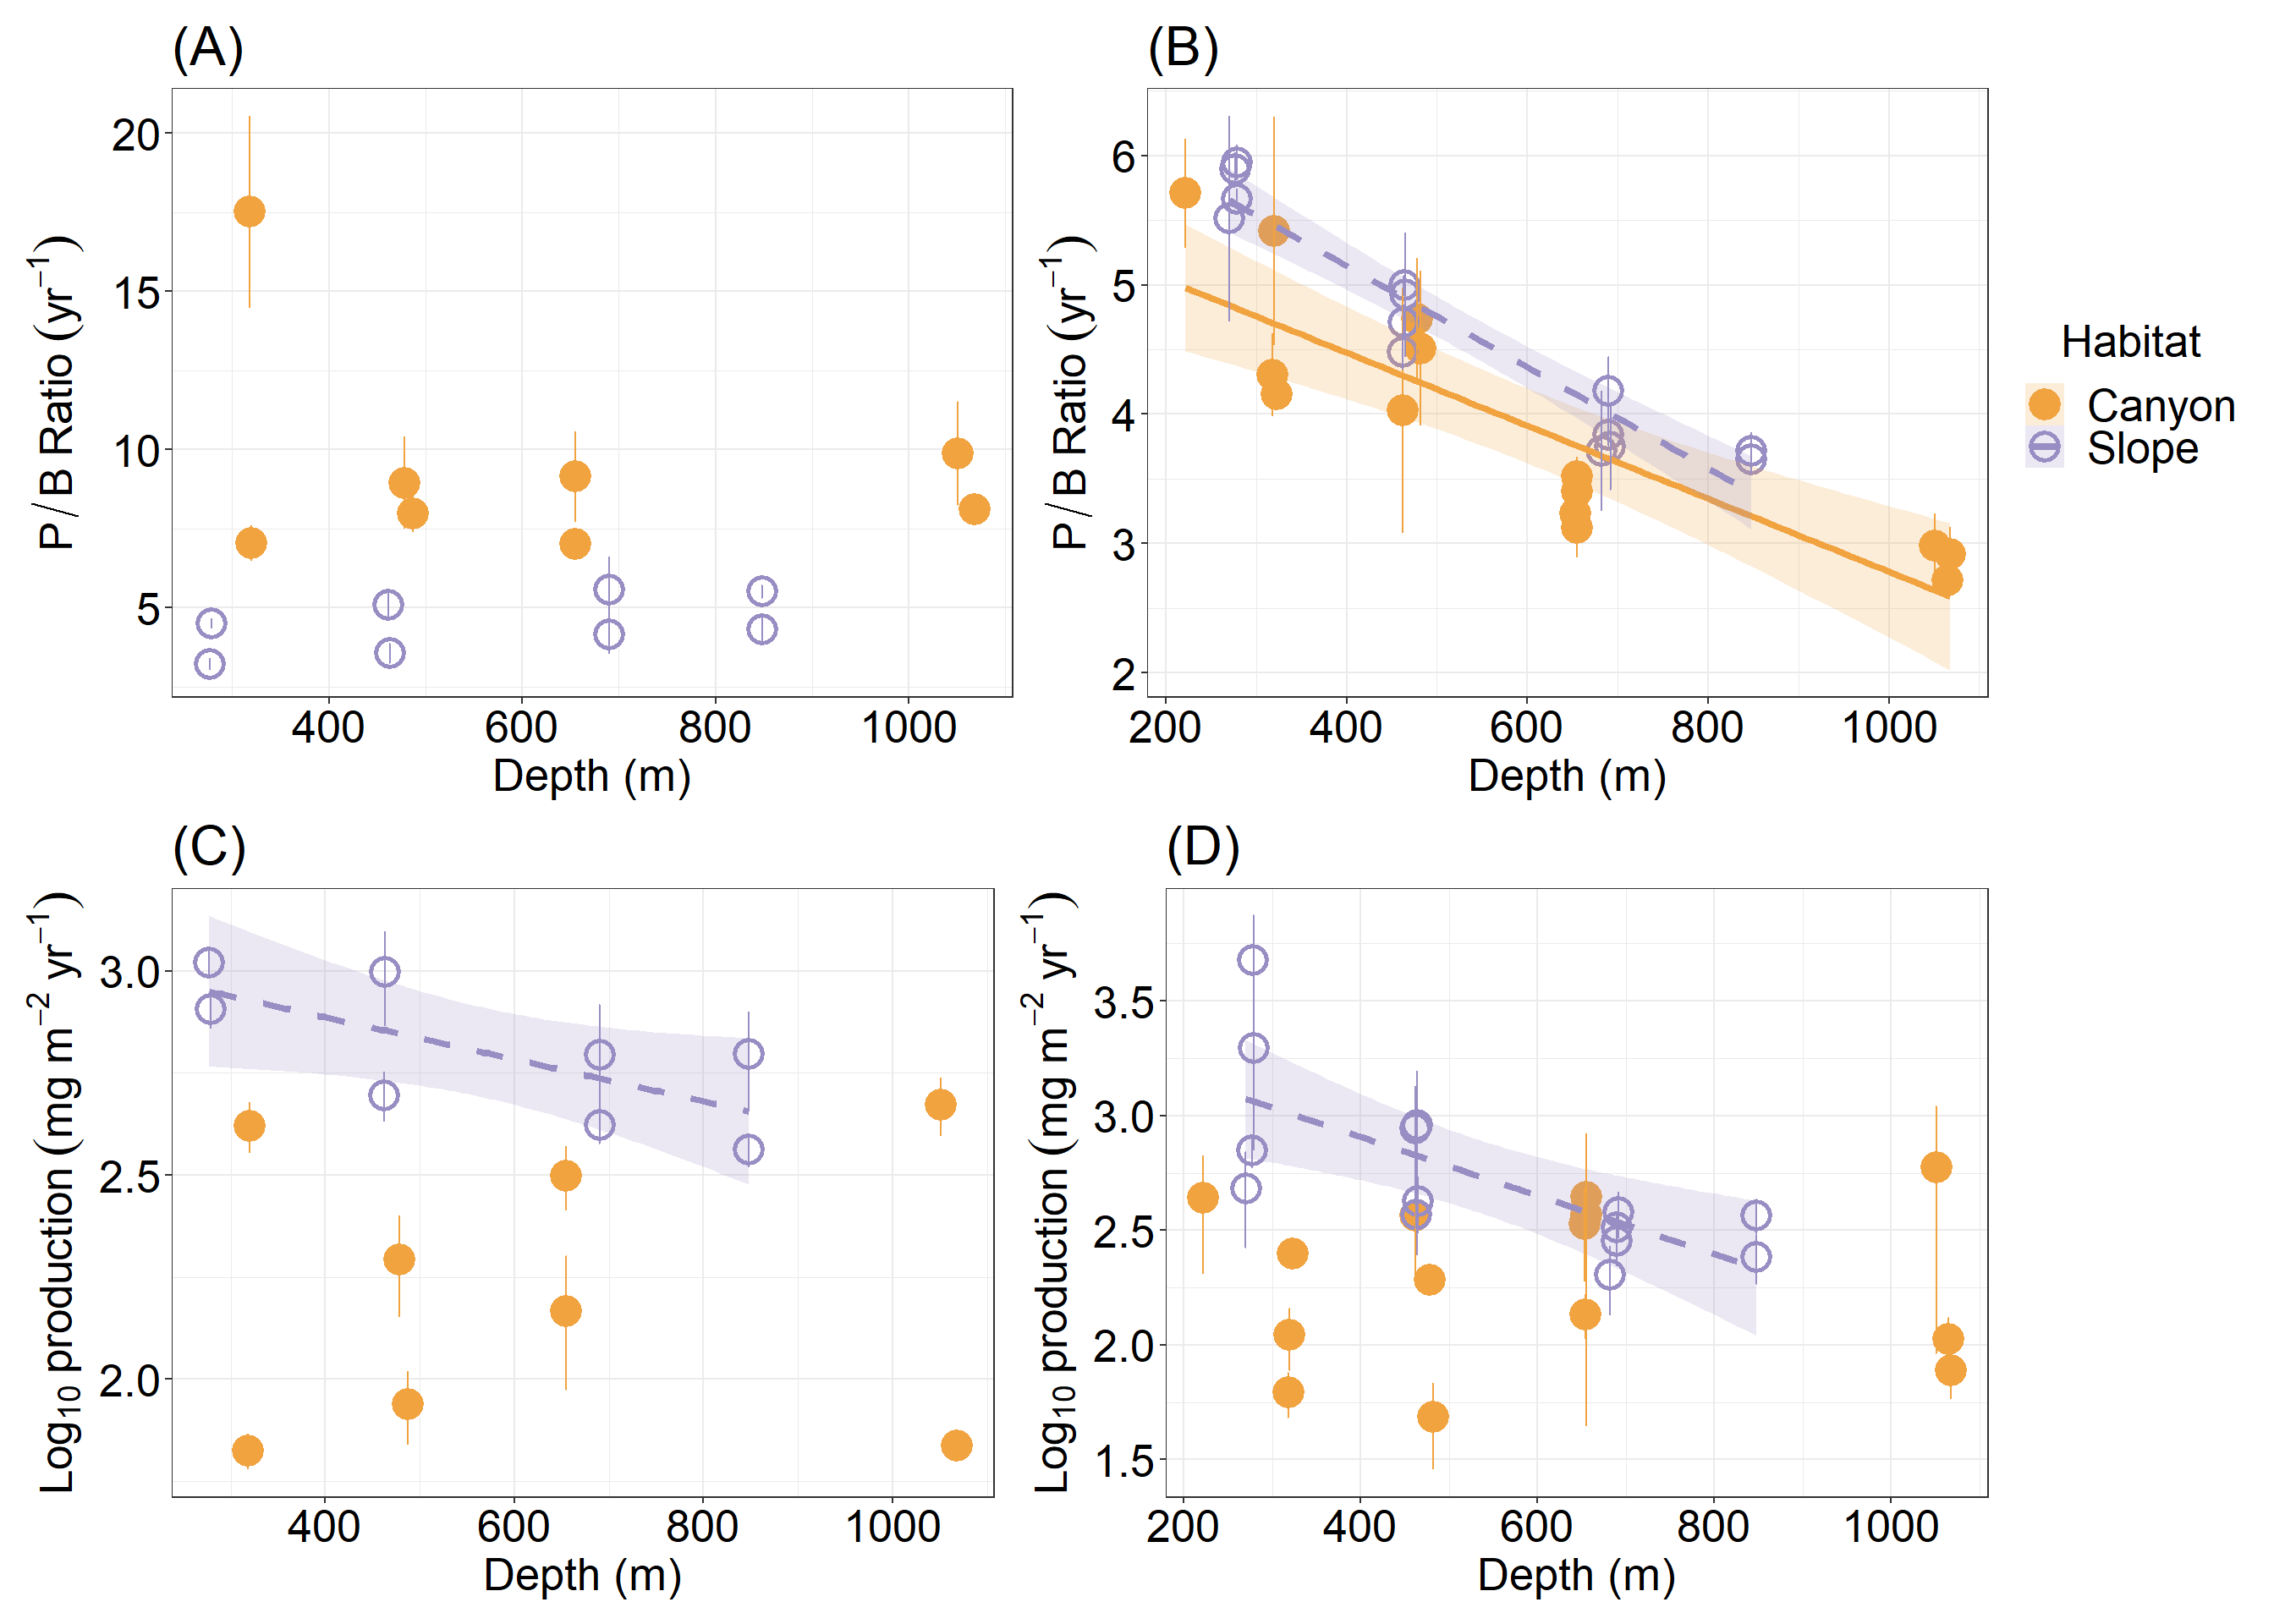 (A)
20
15
10
5
P / B Ratio (yr⁻¹)
400 600 800 1000
Depth (m)
(B)
6
5
4
3
2
P / B Ratio (yr⁻¹)
200 400 600 800 1000
Depth (m)
Habitat
Canyon
Slope
(C)
3.0
2.5
2.0
Log₁₀ production (mg m⁻² yr⁻¹)
400 600 800 1000
Depth (m)
(D)
3.5
3.0
2.5
2.0
1.5
Log₁₀ production (mg m⁻² yr⁻¹)
200 400 600 800 1000
Depth (m)